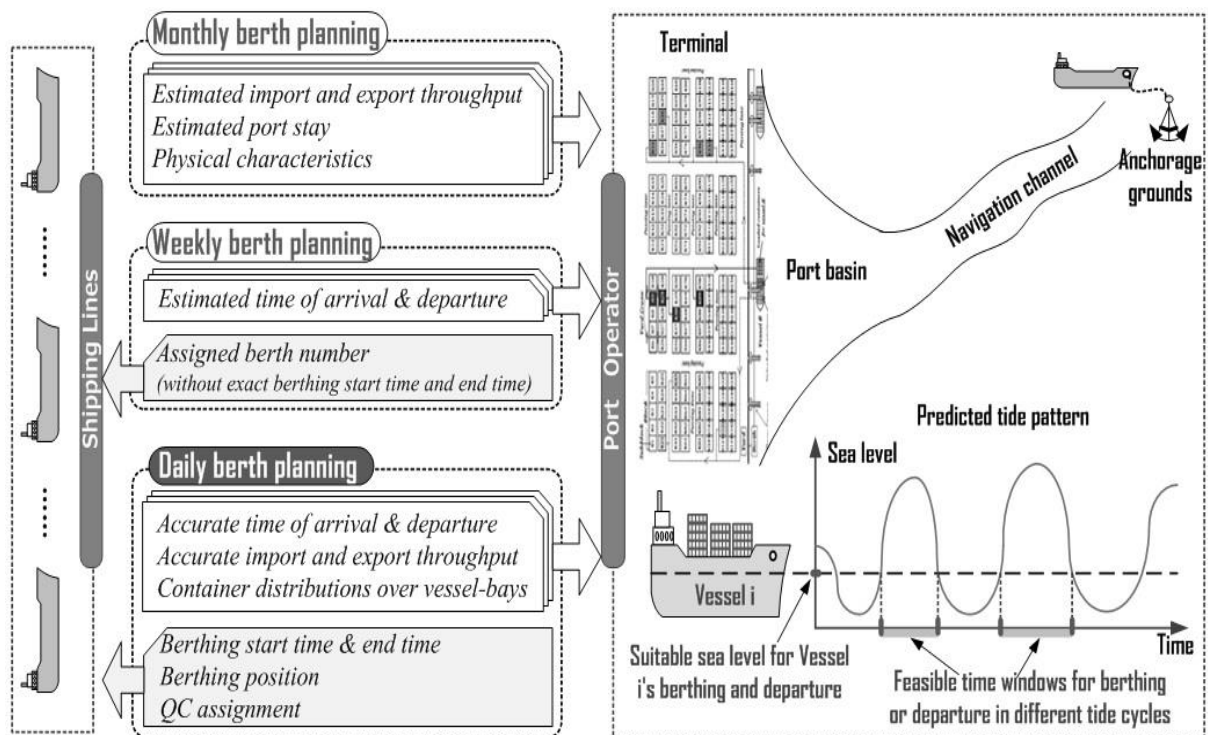 Monthly berth planning
Estimated import and export throughput
Estimated port stay
Physical characteristics
Weekly berth planning
Estimated time of arrival & departure
Assigned berth number
(without exact berthing start time and end time)
Daily berth planning
Accurate time of arrival & departure
Accurate import and export throughput
Container distributions over vessel-bays
Berthing start time & end time
Berthing position
QC assignment
Shipping Lines
Port Operator
Terminal
Anchorage
grounds
Navigation channel
Port basin
Predicted tide pattern
Sea level
Vessel i
Time
Suitable sea level for Vessel
i's berthing and departure
Feasible time windows for berthing
or departure in different tide cycles